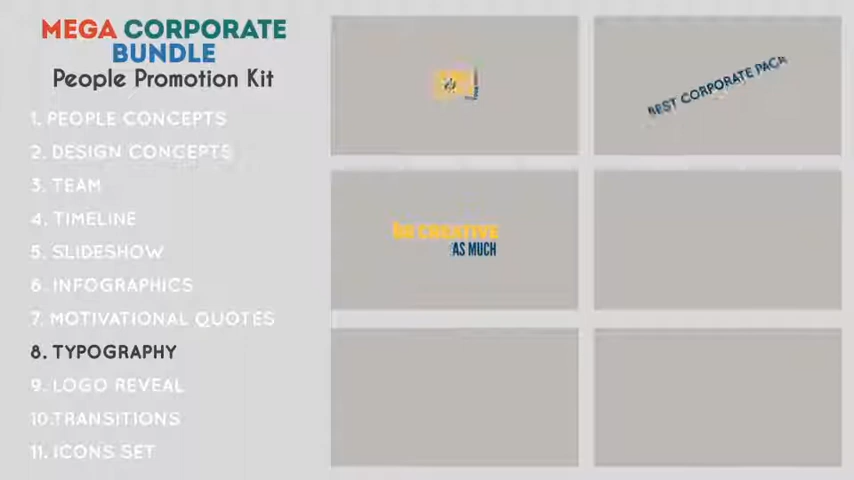 MEGA CORPORATE
BUNDLE
People Promotion Kit
1. PEOPLE CONCEPTS
2. DESIGN CONCEPTS
3. TEAM
4. TIMELINE
5. SLIDESHOW
6. INFOGRAPHICS
7. MOTIVATIONAL QUOTES
8. TYPOGRAPHY
9. LOGO REVEAL
10.TRANSITIONS
11. ICONS SET
BEST CORPORATE PACK
BE CREATIVE
AS MUCH